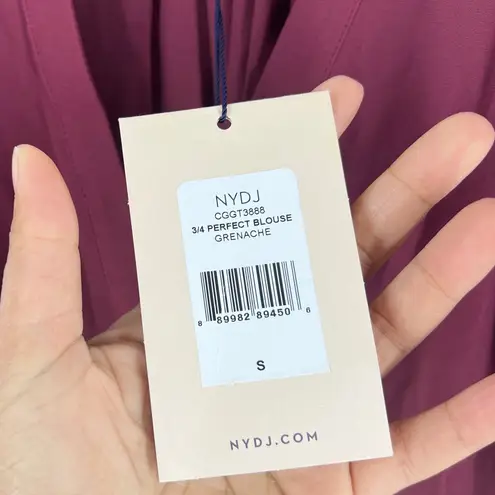 NYDJ
CGGT3888
3/4 PERFECT BLOUSE
GRENACHE
8 89982 89450 6
S
NYDJ.COM